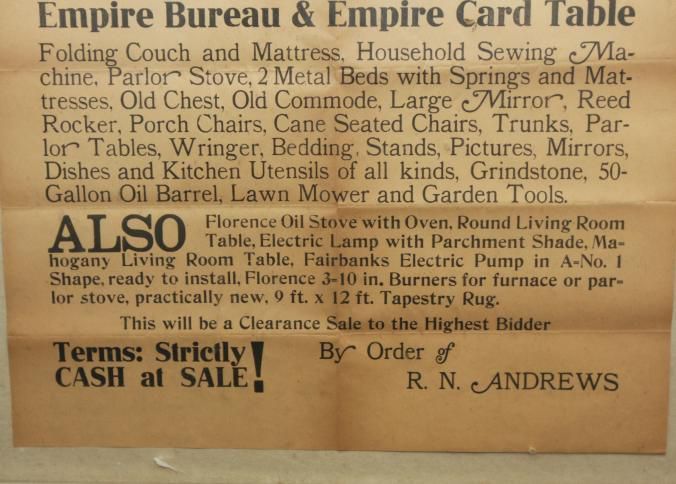 Empire Bureau & Empire Card Table
Folding Couch and Mattress, Household Sewing Ma-
chine, Parlor Stove, 2 Metal Beds with Springs and Mat-
tresses, Old Chest, Old Commode, Large Mirror, Reed
Rocker, Porch Chairs, Cane Seated Chairs, Trunks, Par-
lor Tables, Wringer, Bedding, Stands, Pictures, Mirrors,
Dishes and Kitchen Utensils of all kinds, Grindstone, 50-
Gallon Oil Barrel, Lawn Mower and Garden Tools.
ALSO Florence Oil Stove with Oven, Round Living Room
Table, Electric Lamp with Parchment Shade, Ma-
hogany Living Room Table, Fairbanks Electric Pump in A-No. 1
Shape, ready to install, Florence 3-10 in. Burners for furnace or par-
lor stove, practically new, 9 ft. x 12 ft. Tapestry Rug.
This will be a Clearance Sale to the Highest Bidder
Terms: Strictly
CASH at SALE!
By Order of
R. N. ANDREWS